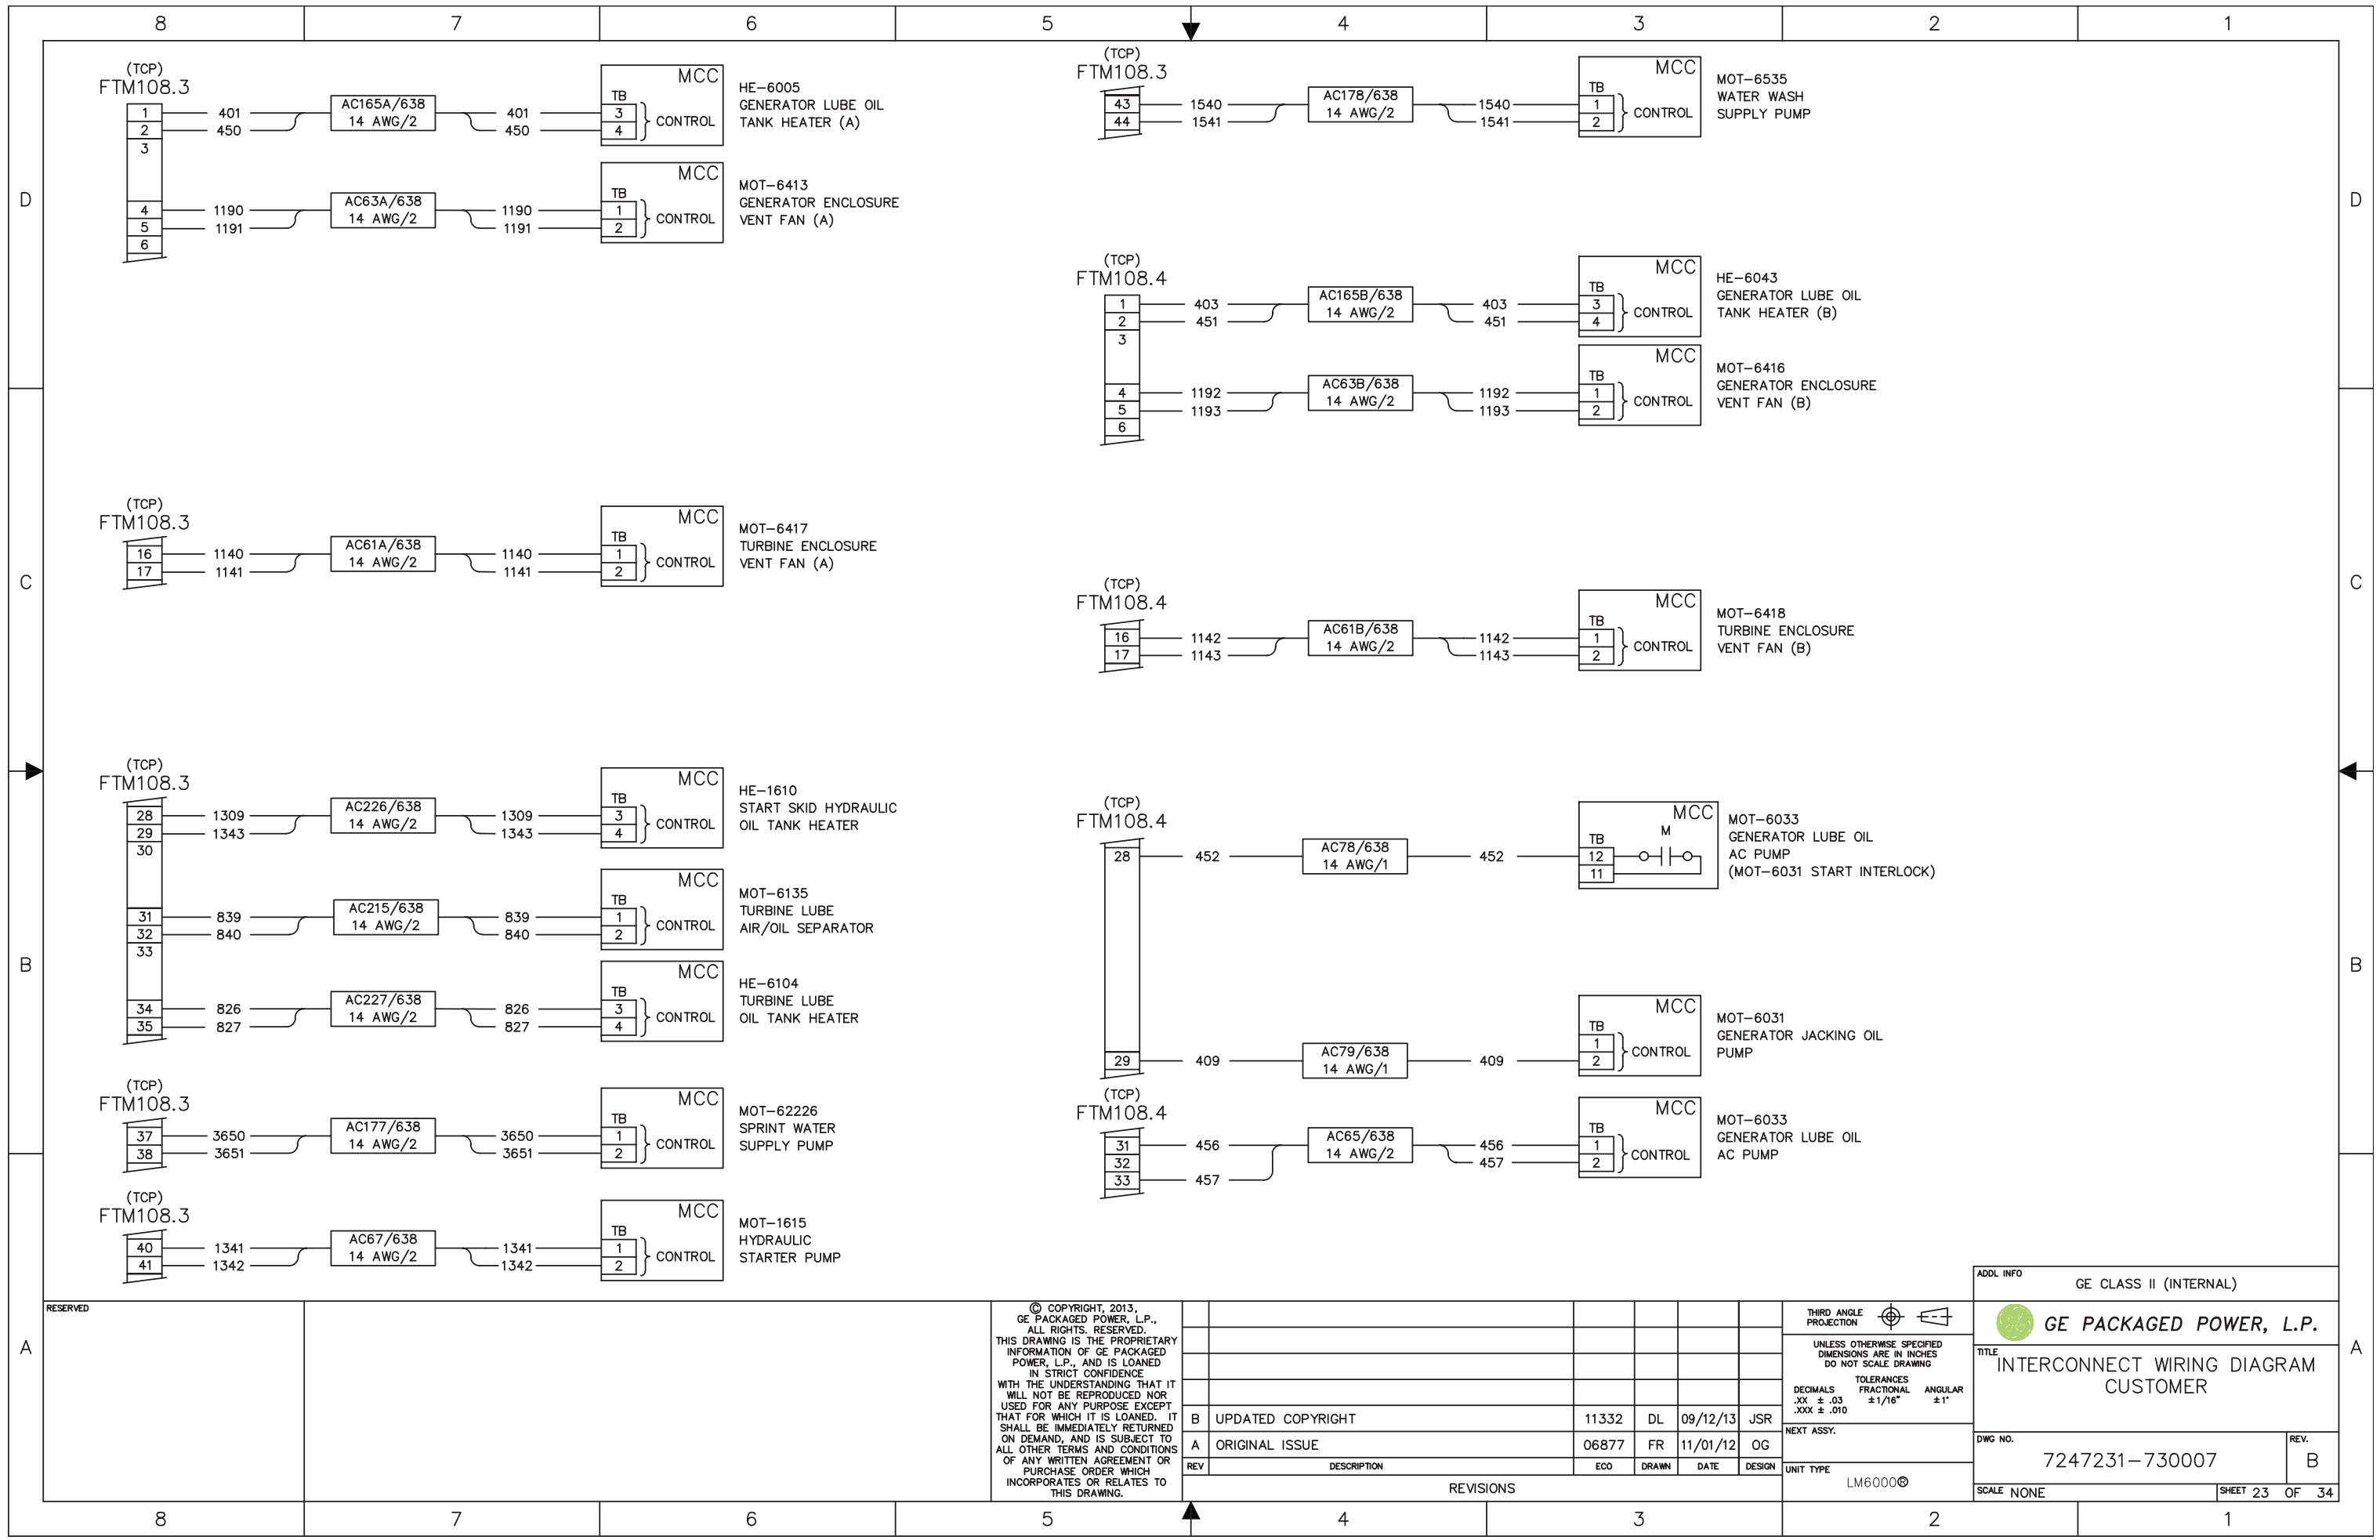 8 7 6 5 4 3 2 1
D
C
B
A
(TCP)
FTM108.3
1 401
2 450
3
AC165A/638
14 AWG/2
401
450
MCC
TB
3
4
CONTROL
HE-6005
GENERATOR LUBE OIL
TANK HEATER (A)
4 1190
5 1191
6
AC63A/638
14 AWG/2
1190
1191
MCC
TB
1
2
CONTROL
MOT-6413
GENERATOR ENCLOSURE
VENT FAN (A)
(TCP)
FTM108.3
16 1140
17 1141
AC61A/638
14 AWG/2
1140
1141
MCC
TB
1
2
CONTROL
MOT-6417
TURBINE ENCLOSURE
VENT FAN (A)
(TCP)
FTM108.3
28 1309
29 1343
30
AC226/638
14 AWG/2
1309
1343
MCC
TB
3
4
CONTROL
HE-1610
START SKID HYDRAULIC
OIL TANK HEATER
31 839
32 840
33
AC215/638
14 AWG/2
839
840
MCC
TB
1
2
CONTROL
MOT-6135
TURBINE LUBE
AIR/OIL SEPARATOR
34 826
35 827
AC227/638
14 AWG/2
826
827
MCC
TB
3
4
CONTROL
HE-6104
TURBINE LUBE
OIL TANK HEATER
(TCP)
FTM108.3
37 3650
38 3651
AC177/638
14 AWG/2
3650
3651
MCC
TB
1
2
CONTROL
MOT-62226
SPRINT WATER
SUPPLY PUMP
(TCP)
FTM108.3
40 1341
41 1342
AC67/638
14 AWG/2
1341
1342
MCC
TB
1
2
CONTROL
MOT-1615
HYDRAULIC
STARTER PUMP
(TCP)
FTM108.3
43 1540
44 1541
AC178/638
14 AWG/2
1540
1541
MCC
TB
1
2
CONTROL
MOT-6535
WATER WASH
SUPPLY PUMP
(TCP)
FTM108.4
1 403
2 451
3
AC165B/638
14 AWG/2
403
451
MCC
TB
3
4
CONTROL
HE-6043
GENERATOR LUBE OIL
TANK HEATER (B)
4 1192
5 1193
6
AC63B/638
14 AWG/2
1192
1193
MCC
TB
1
2
CONTROL
MOT-6416
GENERATOR ENCLOSURE
VENT FAN (B)
(TCP)
FTM108.4
16 1142
17 1143
AC61B/638
14 AWG/2
1142
1143
MCC
TB
1
2
CONTROL
MOT-6418
TURBINE ENCLOSURE
VENT FAN (B)
(TCP)
FTM108.4
28 452
AC78/638
14 AWG/1
452
MCC
M
TB
12
11
MOT-6033
GENERATOR LUBE OIL
AC PUMP
(MOT-6031 START INTERLOCK)
29 409
AC79/638
14 AWG/1
409
MCC
TB
1
2
CONTROL
MOT-6031
GENERATOR JACKING OIL
PUMP
(TCP)
FTM108.4
31 456
32
33 457
AC65/638
14 AWG/2
456
457
MCC
TB
1
2
CONTROL
MOT-6033
GENERATOR LUBE OIL
AC PUMP
D
C
B
A
RESERVED
© COPYRIGHT, 2013,
GE PACKAGED POWER, L.P.,
ALL RIGHTS. RESERVED.
THIS DRAWING IS THE PROPRIETARY
INFORMATION OF GE PACKAGED
POWER, L.P., AND IS LOANED
IN STRICT CONFIDENCE
WITH THE UNDERSTANDING THAT IT
WILL NOT BE REPRODUCED NOR
USED FOR ANY PURPOSE EXCEPT
THAT FOR WHICH IT IS LOANED. IT
SHALL BE IMMEDIATELY RETURNED
ON DEMAND, AND IS SUBJECT TO
ALL OTHER TERMS AND CONDITIONS
OF ANY WRITTEN AGREEMENT OR
PURCHASE ORDER WHICH
INCORPORATES OR RELATES TO
THIS DRAWING.
B UPDATED COPYRIGHT 11332 DL 09/12/13 JSR
A ORIGINAL ISSUE 06877 FR 11/01/12 OG
REV DESCRIPTION ECO DRAWN DATE DESIGN
REVISIONS
THIRD ANGLE
PROJECTION
UNLESS OTHERWISE SPECIFIED
DIMENSIONS ARE IN INCHES
DO NOT SCALE DRAWING
TOLERANCES
DECIMALS FRACTIONAL ANGULAR
.XX ± .03 ±1/16" ±1°
.XXX ± .010
NEXT ASSY.
UNIT TYPE
LM6000®
ADDL INFO
GE CLASS II (INTERNAL)
GE PACKAGED POWER, L.P.
TITLE
INTERCONNECT WIRING DIAGRAM
CUSTOMER
DWG NO.
7247231-730007
REV.
B
SCALE NONE
SHEET 23 OF 34
8 7 6 5 4 3 2 1